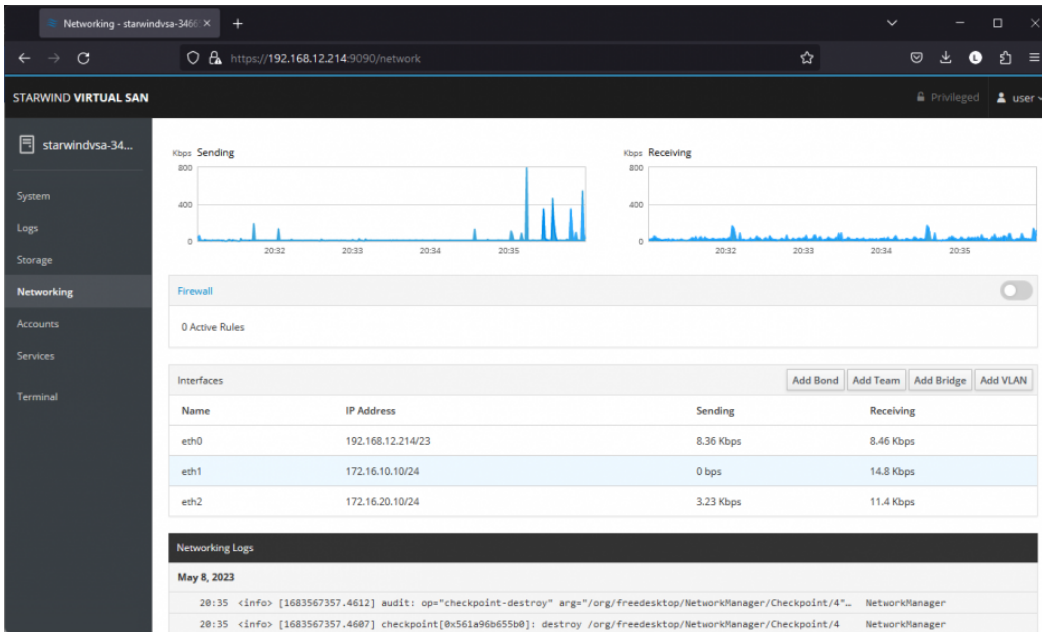 Networking - starwindvsa-3466
https://192.168.12.214:9090/network
STARWIND VIRTUAL SAN
Privileged
user
starwindvsa-34...
System
Logs
Storage
Networking
Accounts
Services
Terminal
Kbps Sending
800
400
0
20:32 20:33 20:34 20:35
Kbps Receiving
800
400
0
20:32 20:33 20:34 20:35
Firewall
0 Active Rules
Interfaces Add Bond Add Team Add Bridge Add VLAN
Name IP Address Sending Receiving
eth0 192.168.12.214/23 8.36 Kbps 8.46 Kbps
eth1 172.16.10.10/24 0 bps 14.8 Kbps
eth2 172.16.20.10/24 3.23 Kbps 11.4 Kbps
Networking Logs
May 8, 2023
20:35 <info> [1683567357.4612] audit: op="checkpoint-destroy" arg="/org/freedesktop/NetworkManager/Checkpoint/4"… NetworkManager
20:35 <info> [1683567357.4607] checkpoint[0x561a96b655b0]: destroy /org/freedesktop/NetworkManager/Checkpoint/4 NetworkManager